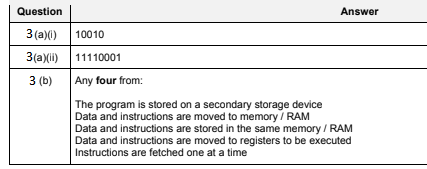 Question Answer
3(a)(i) 10010
3(a)(ii) 11110001
3 (b) Any four from:
The program is stored on a secondary storage device
Data and instructions are moved to memory / RAM
Data and instructions are stored in the same memory / RAM
Data and instructions are moved to registers to be executed
Instructions are fetched one at a time